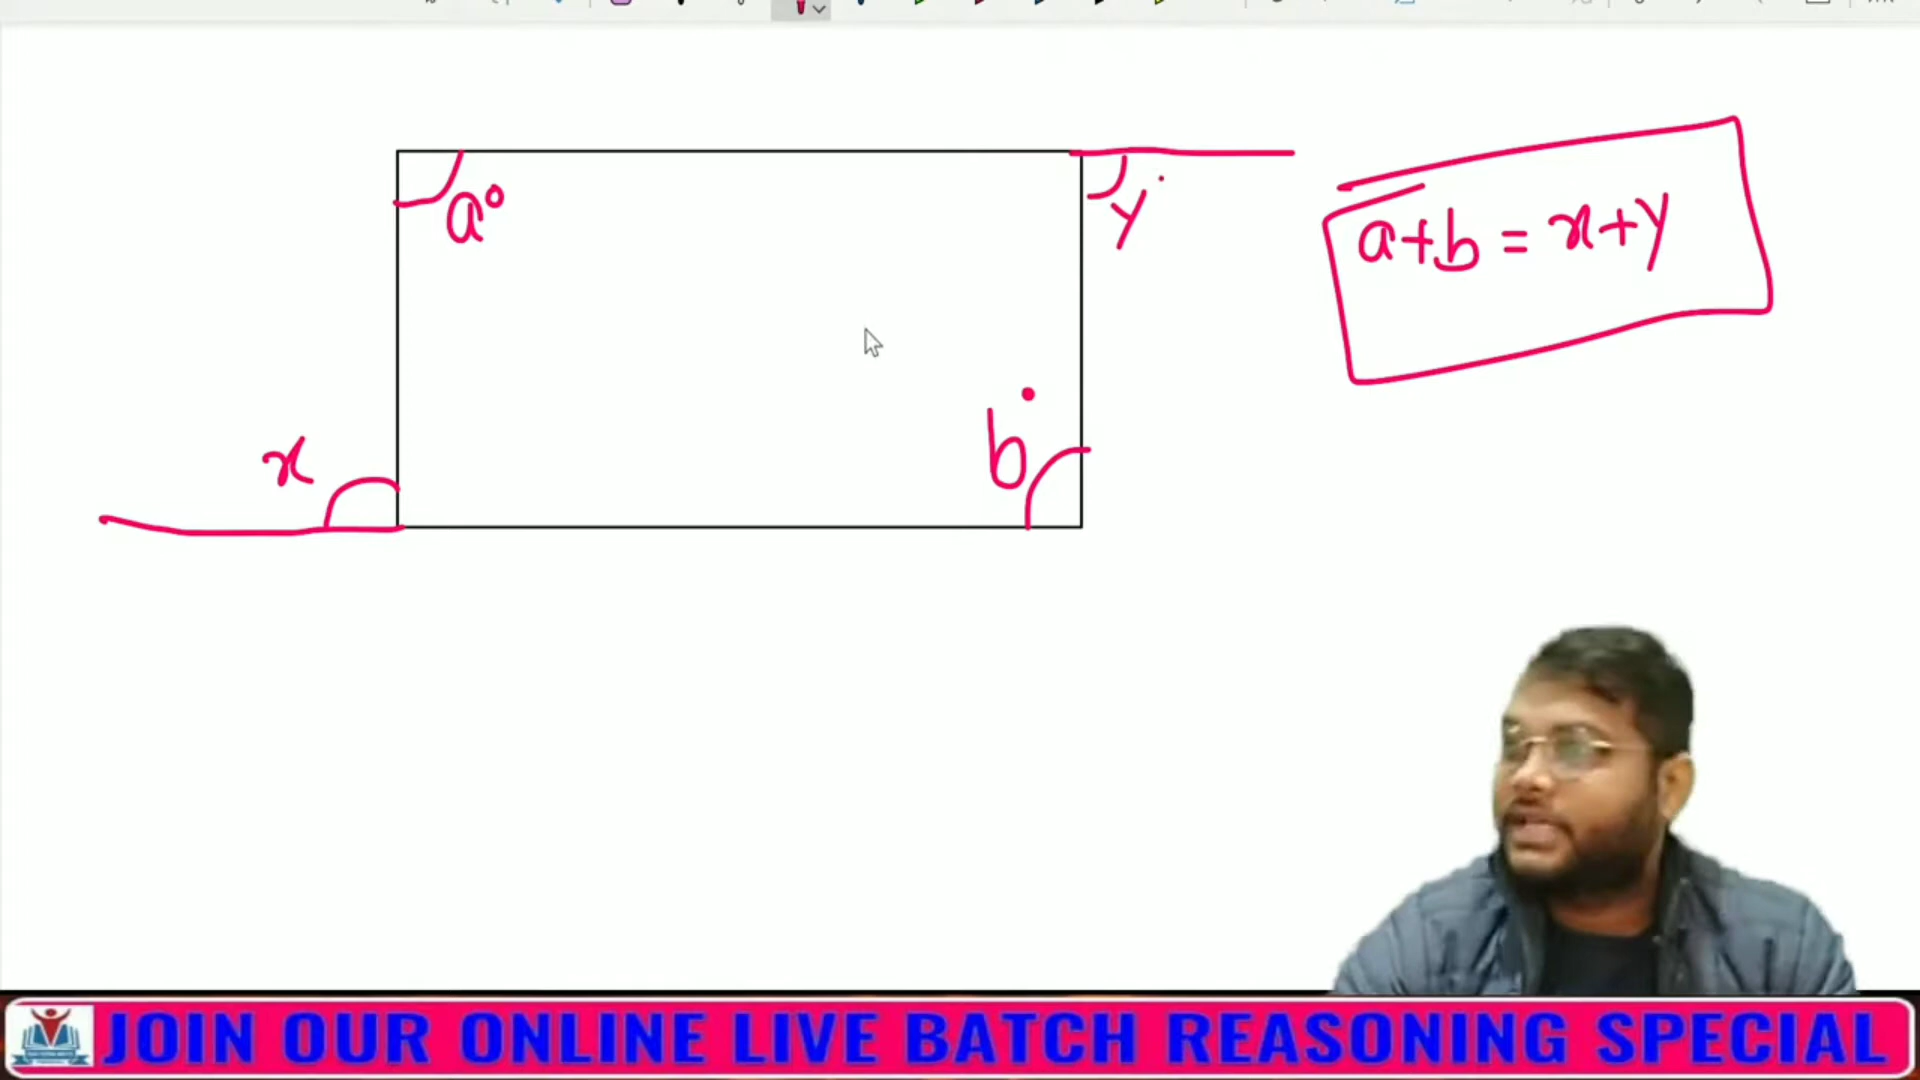 a°
y
a+b = x+y
x
b
JOIN OUR ONLINE LIVE BATCH REASONING SPECIAL